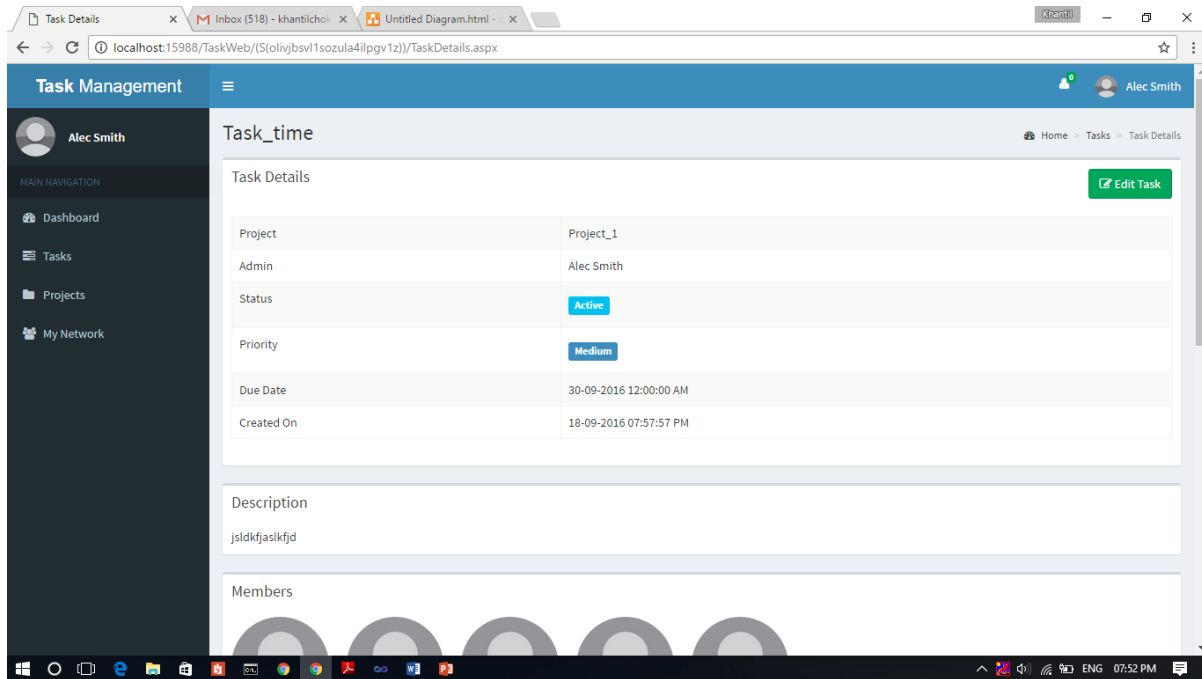 Task Details
Inbox (518) - khantilchok
Untitled Diagram.html -
Khantil
localhost:15988/TaskWeb/(S(olivjbsvl1sozula4ilpgv1z))/TaskDetails.aspx
Task Management
0
Alec Smith
Alec Smith
Task_time
Home > Tasks > Task Details
MAIN NAVIGATION
Dashboard
Tasks
Projects
My Network
Task Details
Edit Task
Project Project_1
Admin Alec Smith
Status Active
Priority Medium
Due Date 30-09-2016 12:00:00 AM
Created On 18-09-2016 07:57:57 PM
Description
jsldkfjaslkfjd
Members
ENG 07:52 PM